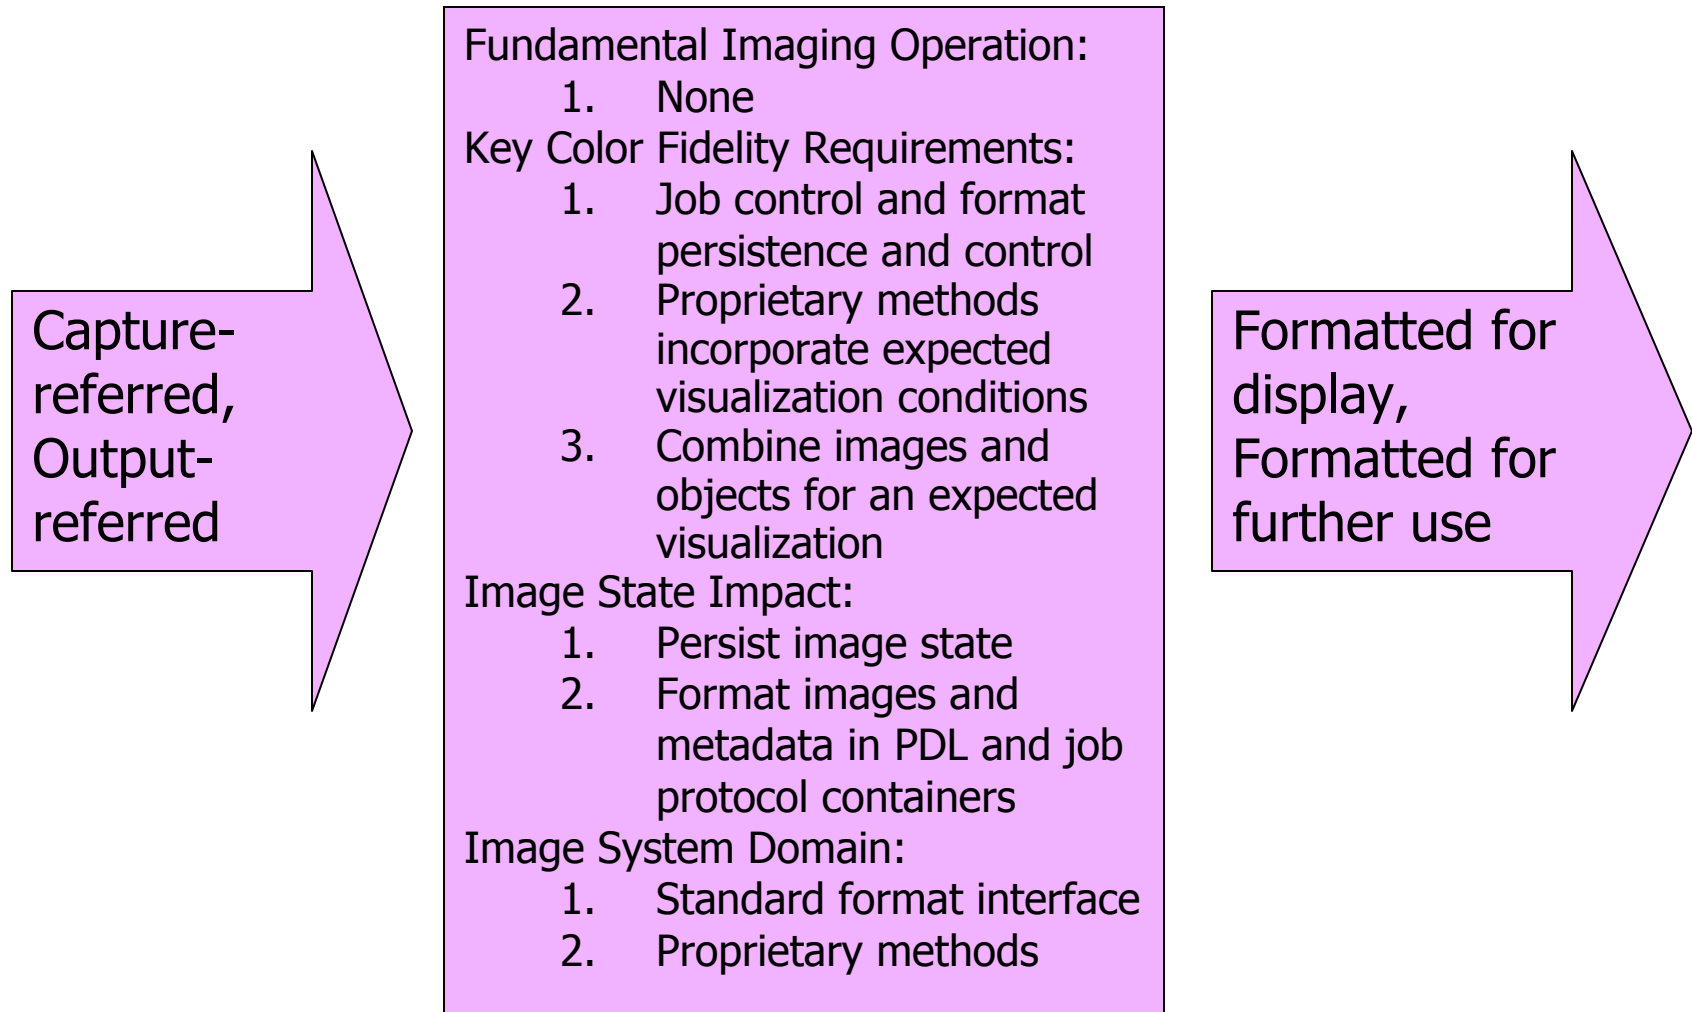 Capture-
referred,
Output-
referred
Fundamental Imaging Operation:
1. None
Key Color Fidelity Requirements:
1. Job control and format
persistence and control
2. Proprietary methods
incorporate expected
visualization conditions
3. Combine images and
objects for an expected
visualization
Image State Impact:
1. Persist image state
2. Format images and
metadata in PDL and job
protocol containers
Image System Domain:
1. Standard format interface
2. Proprietary methods
Formatted for
display,
Formatted for
further use